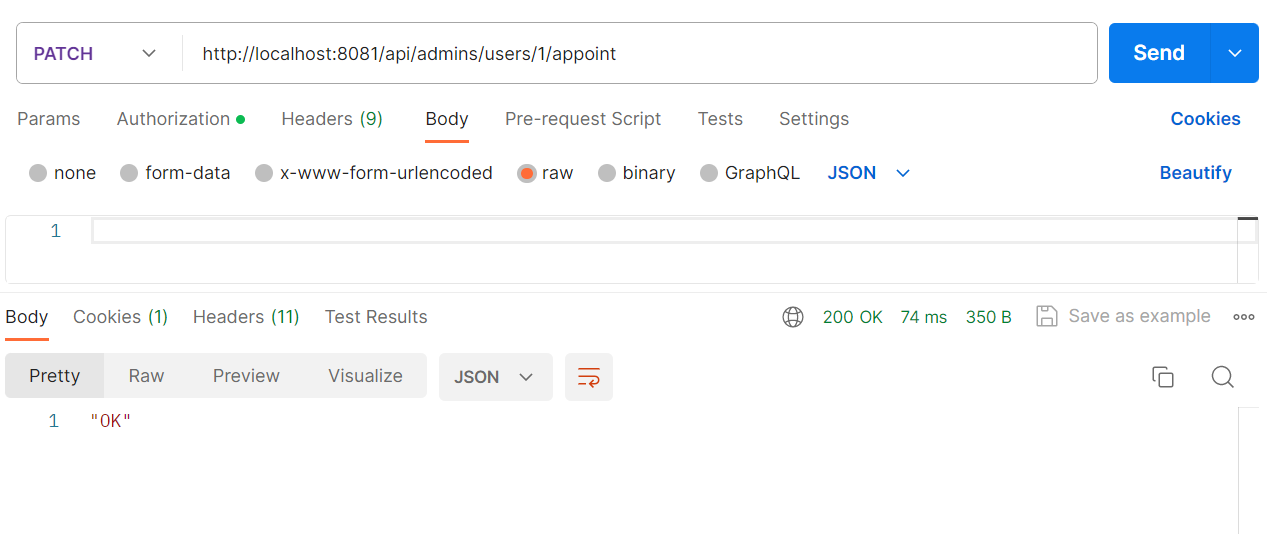 PATCH http://localhost:8081/api/admins/users/1/appoint Send
Params Authorization Headers (9) Body Pre-request Script Tests Settings Cookies
none form-data x-www-form-urlencoded raw binary GraphQL JSON Beautify
1
Body Cookies (1) Headers (11) Test Results 200 OK 74 ms 350 B Save as example
Pretty Raw Preview Visualize JSON
1 "OK"